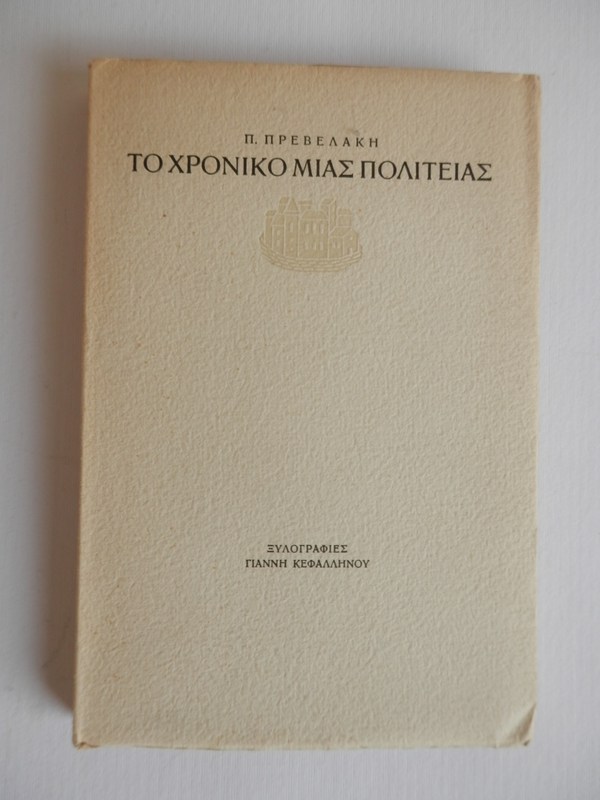 Π. ΠΡΕΒΕΛΑΚΗ
ΤΟ ΧΡΟΝΙΚΟ ΜΙΑΣ ΠΟΛΙΤΕΙΑΣ
ΞΥΛΟΓΡΑΦΙΕΣ
ΓΙΑΝΝΗ ΚΕΦΑΛΛΗΝΟΥ